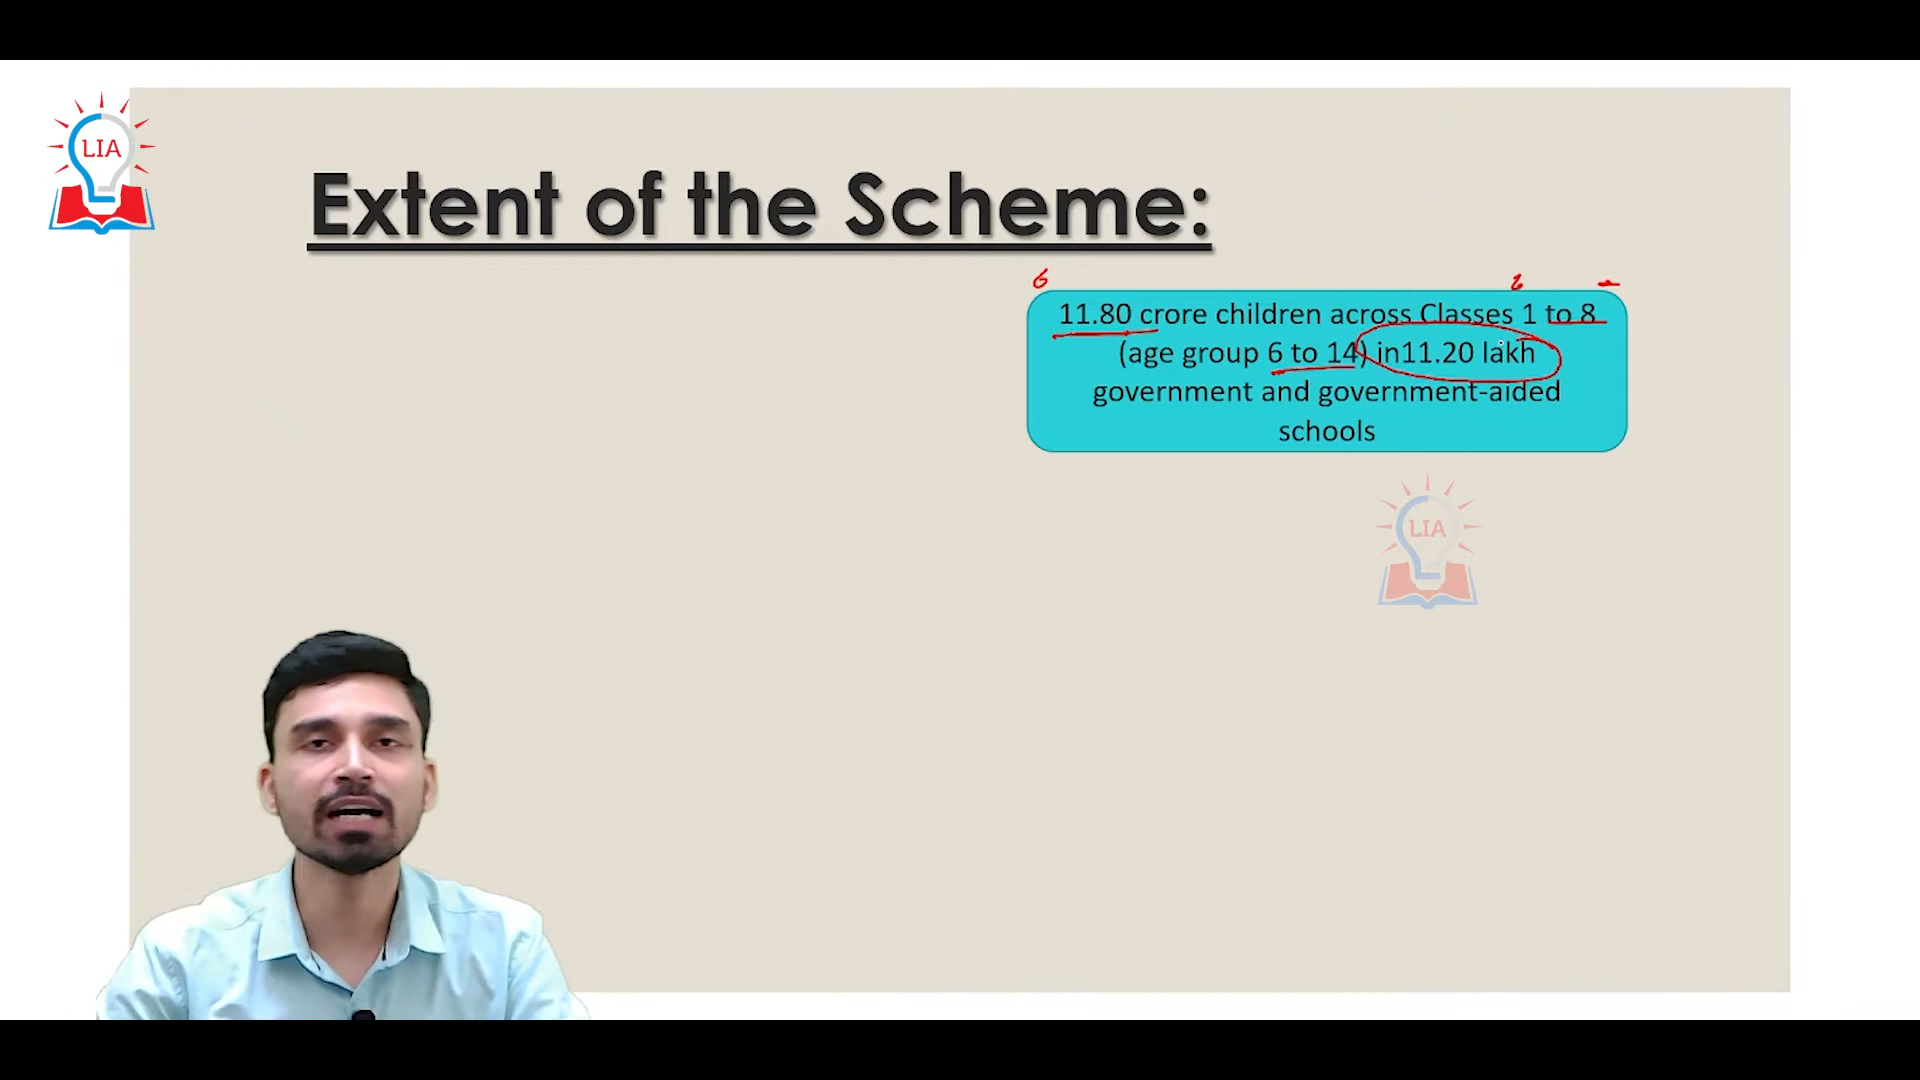 LIA
Extent of the Scheme:
6
11.80 crore children across Classes 1 to 8
(age group 6 to 14) in11.20 lakh
government and government-aided
schools
LIA